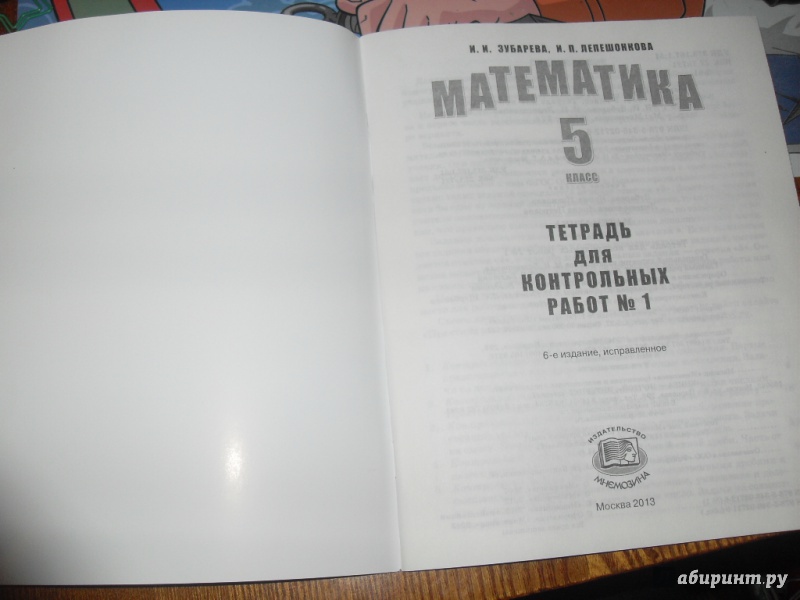 И. И. ЗУБАРЕВА, И. П. ЛЕПЕШОНКОВА
МАТЕМАТИКА
5
КЛАСС
ТЕТРАДЬ
ДЛЯ
КОНТРОЛЬНЫХ
РАБОТ № 1
6-е издание, исправленное
ИЗДАТЕЛЬСТВО
МНЕМОЗИНА
Москва 2013
абиринт.ру